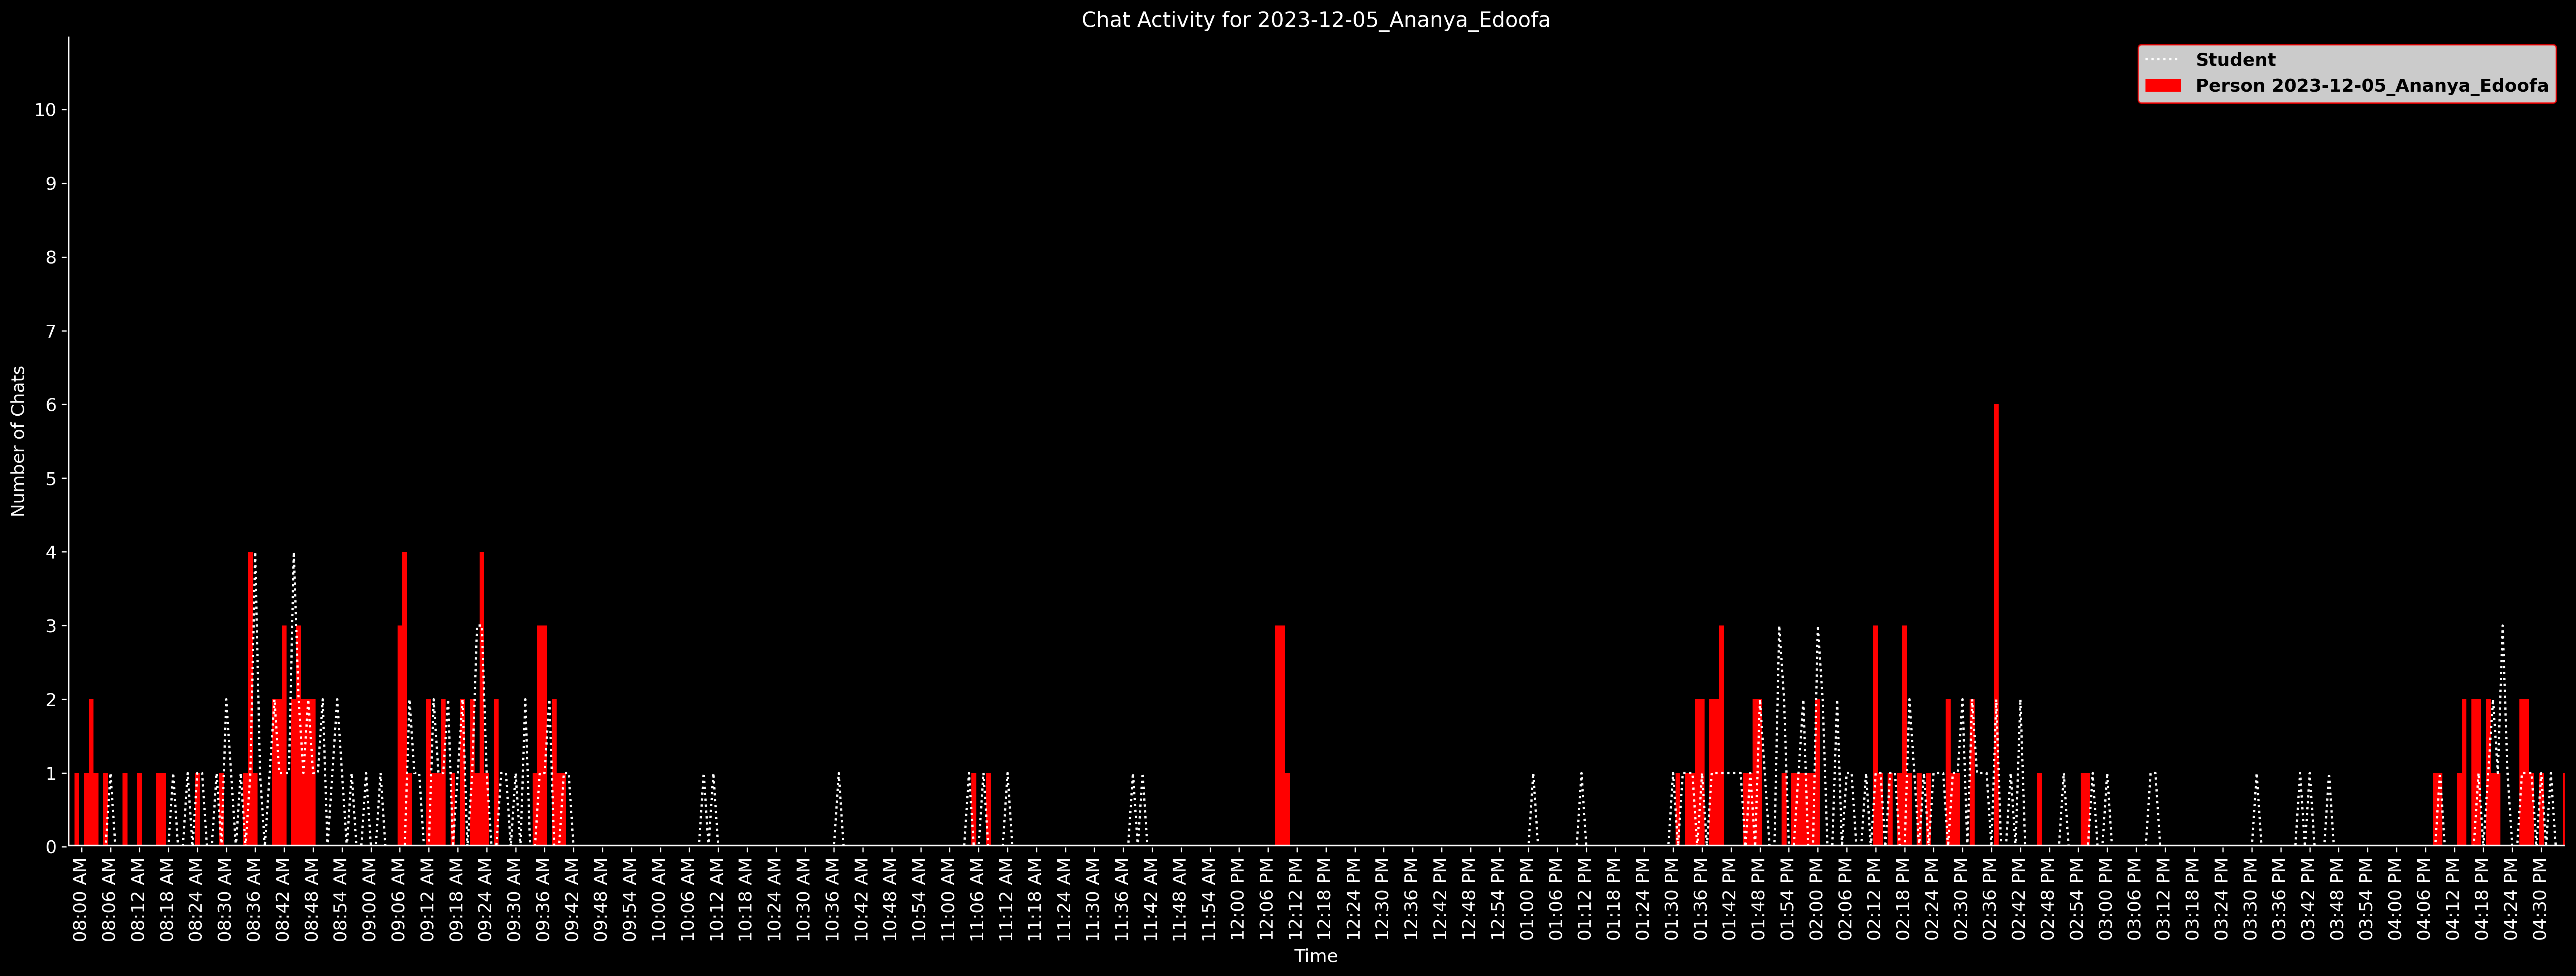 Chat Activity for 2023-12-05_Ananya_Edoofa
Student
Person 2023-12-05_Ananya_Edoofa
Number of Chats
10
9
8
7
6
5
4
3
2
1
0
08:00 AM
08:06 AM
08:12 AM
08:18 AM
08:24 AM
08:30 AM
08:36 AM
08:42 AM
08:48 AM
08:54 AM
09:00 AM
09:06 AM
09:12 AM
09:18 AM
09:24 AM
09:30 AM
09:36 AM
09:42 AM
09:48 AM
09:54 AM
10:00 AM
10:06 AM
10:12 AM
10:18 AM
10:24 AM
10:30 AM
10:36 AM
10:42 AM
10:48 AM
10:54 AM
11:00 AM
11:06 AM
11:12 AM
11:18 AM
11:24 AM
11:30 AM
11:36 AM
11:42 AM
11:48 AM
11:54 AM
12:00 PM
12:06 PM
12:12 PM
12:18 PM
12:24 PM
12:30 PM
12:36 PM
12:42 PM
12:48 PM
12:54 PM
01:00 PM
01:06 PM
01:12 PM
01:18 PM
01:24 PM
01:30 PM
01:36 PM
01:42 PM
01:48 PM
01:54 PM
02:00 PM
02:06 PM
02:12 PM
02:18 PM
02:24 PM
02:30 PM
02:36 PM
02:42 PM
02:48 PM
02:54 PM
03:00 PM
03:06 PM
03:12 PM
03:18 PM
03:24 PM
03:30 PM
03:36 PM
03:42 PM
03:48 PM
03:54 PM
04:00 PM
04:06 PM
04:12 PM
04:18 PM
04:24 PM
04:30 PM
Time